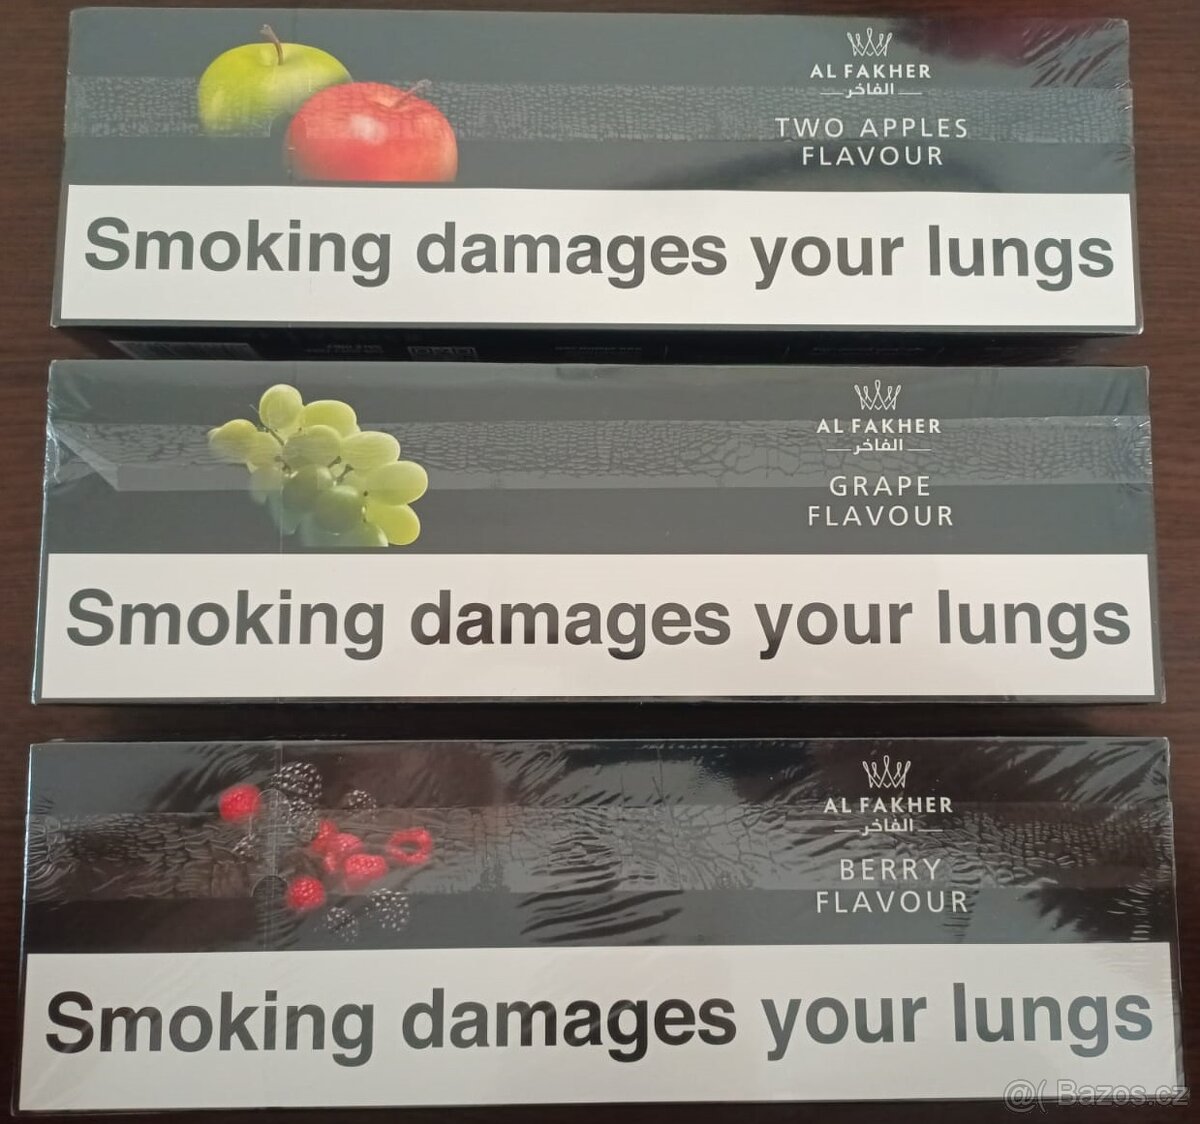 AL FAKHER
الفاخر
TWO APPLES
FLAVOUR
Smoking damages your lungs
AL FAKHER
الفاخر
GRAPE
FLAVOUR
Smoking damages your lungs
AL FAKHER
الفاخر
BERRY
FLAVOUR
Smoking damages your lungs
@( Bazos.cz